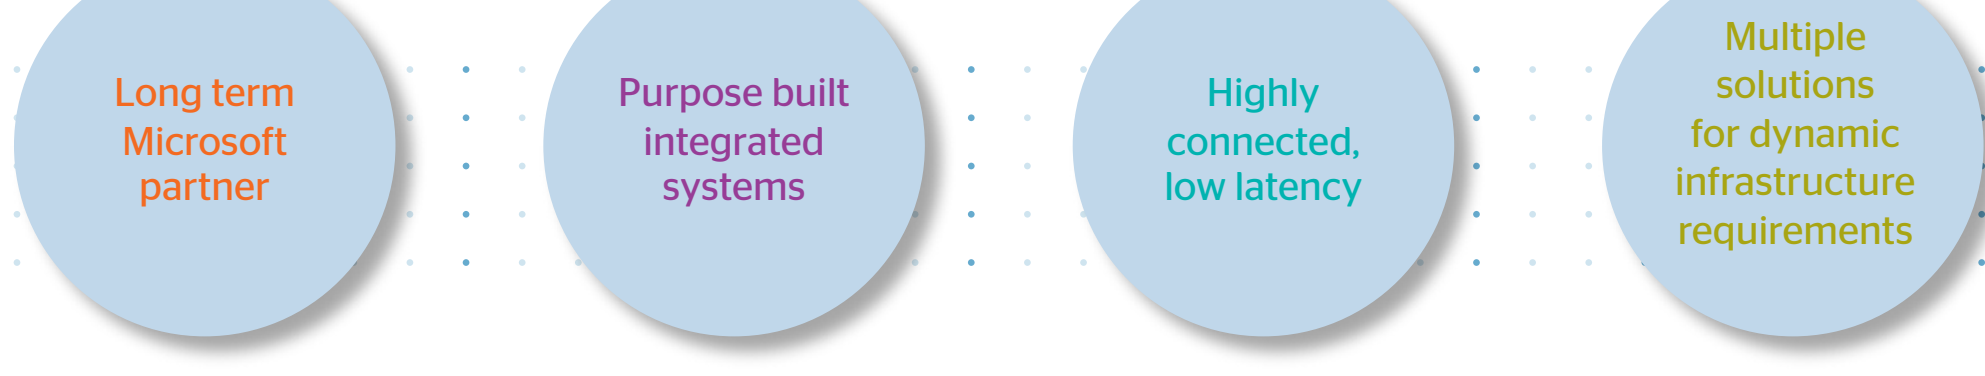 Long term
Microsoft
partner
Purpose built
integrated
systems
Highly
connected,
low latency
Multiple
solutions
for dynamic
infrastructure
requirements